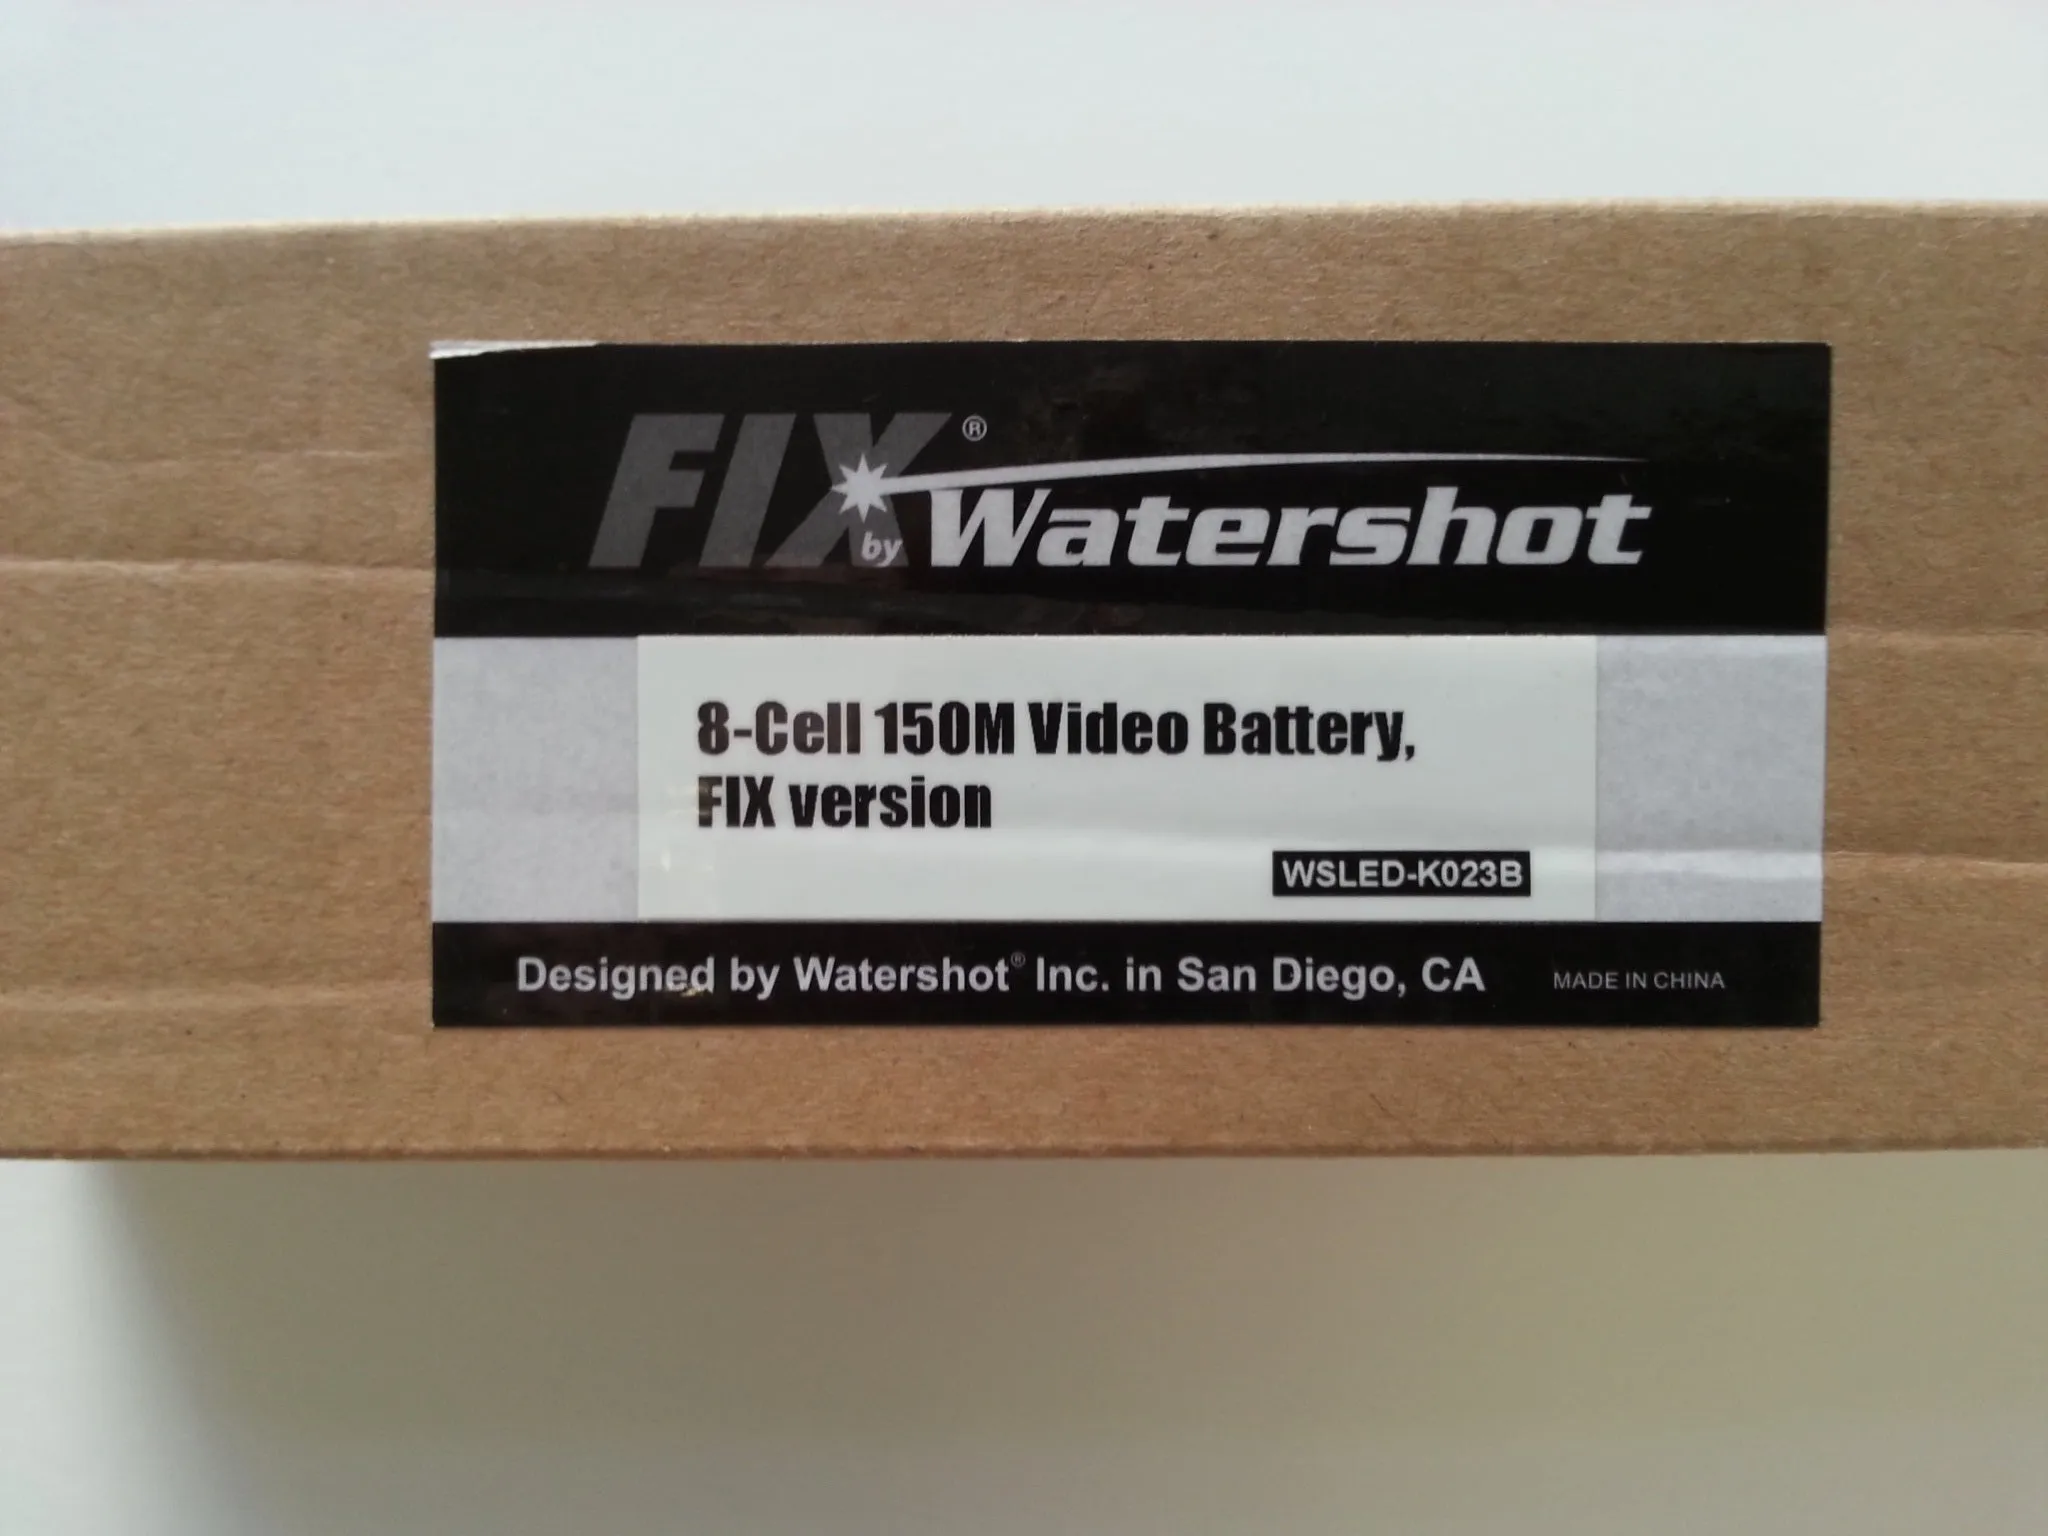 FIX®
by Watershot
8-Cell 150M Video Battery,
FIX version
WSLED-K023B
Designed by Watershot® Inc. in San Diego, CA MADE IN CHINA